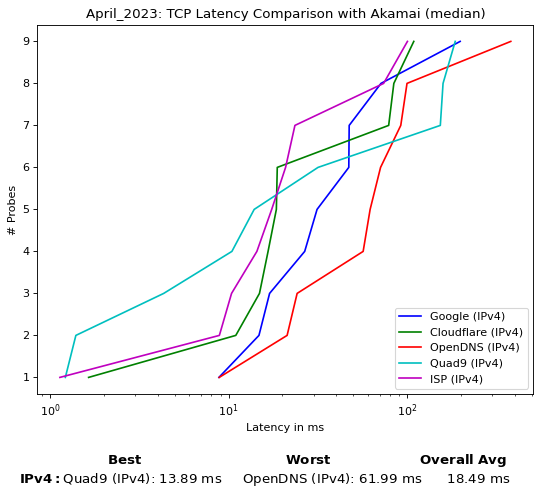 April_2023: TCP Latency Comparison with Akamai (median)
# Probes
9
8
7
6
5
4
3
2
1
Google (IPv4)
Cloudflare (IPv4)
OpenDNS (IPv4)
Quad9 (IPv4)
ISP (IPv4)
10⁰ 10¹ 10²
Latency in ms
Best Worst Overall Avg
IPv4: Quad9 (IPv4): 13.89 ms OpenDNS (IPv4): 61.99 ms 18.49 ms